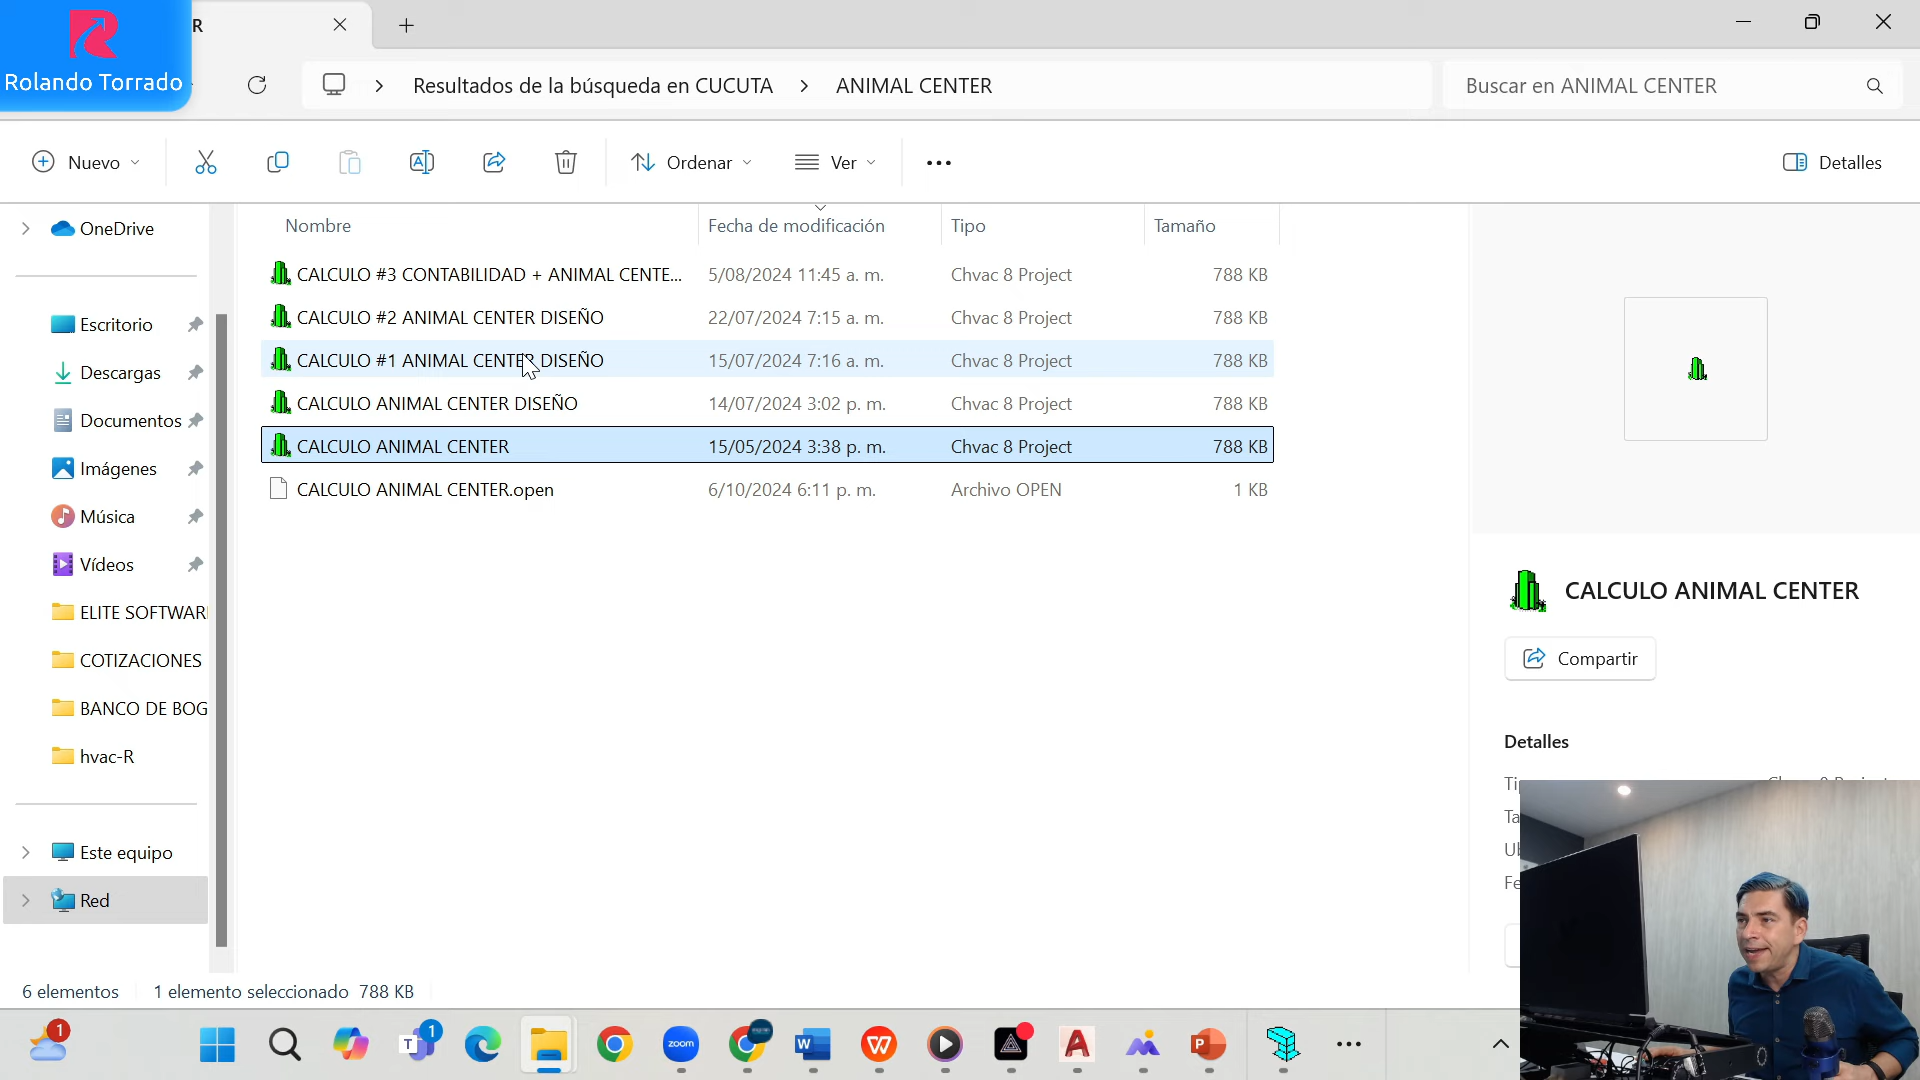 R
Rolando Torrado
Resultados de la búsqueda en CUCUTA > ANIMAL CENTER
Buscar en ANIMAL CENTER
Nuevo
Ordenar
Ver
Detalles
OneDrive
Escritorio
Descargas
Documentos
Imágenes
Música
Vídeos
ELITE SOFTWAR
COTIZACIONES
BANCO DE BOG
hvac-R
Este equipo
Red
Nombre Fecha de modificación Tipo Tamaño
CALCULO #3 CONTABILIDAD + ANIMAL CENTE... 5/08/2024 11:45 a. m. Chvac 8 Project 788 KB
CALCULO #2 ANIMAL CENTER DISEÑO 22/07/2024 7:15 a. m. Chvac 8 Project 788 KB
CALCULO #1 ANIMAL CENTER DISEÑO 15/07/2024 7:16 a. m. Chvac 8 Project 788 KB
CALCULO ANIMAL CENTER DISEÑO 14/07/2024 3:02 p. m. Chvac 8 Project 788 KB
CALCULO ANIMAL CENTER 15/05/2024 3:38 p. m. Chvac 8 Project 788 KB
CALCULO ANIMAL CENTER.open 6/10/2024 6:11 p. m. Archivo OPEN 1 KB
CALCULO ANIMAL CENTER
Compartir
Detalles
6 elementos 1 elemento seleccionado 788 KB
1
1
zoom